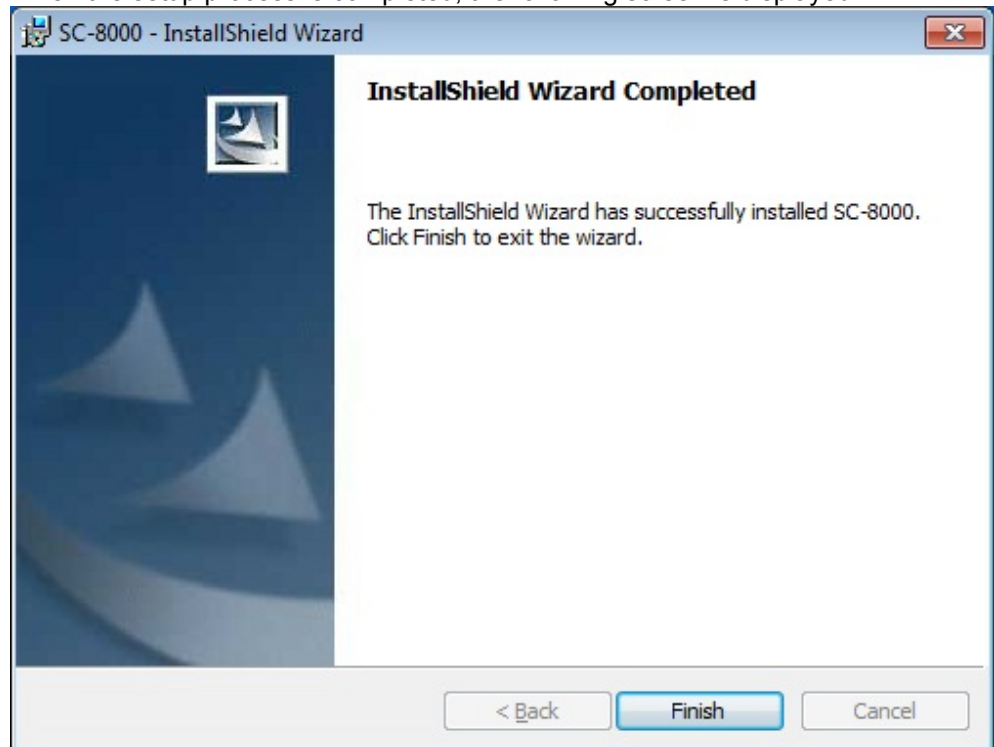 SC-8000 - InstallShield Wizard
InstallShield Wizard Completed
The InstallShield Wizard has successfully installed SC-8000.
Click Finish to exit the wizard.
< Back
Finish
Cancel